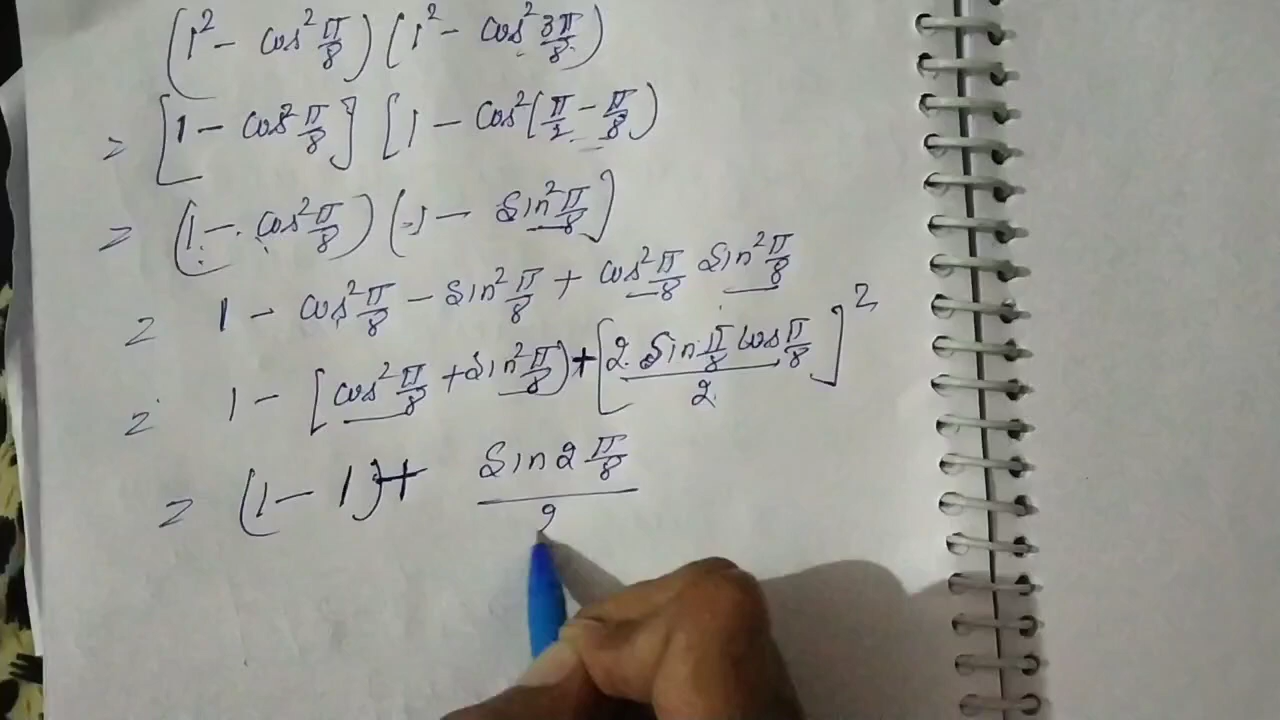 (1² - cos² π/8) (1² - cos² 3π/8)
= [1 - cos² π/8] [1 - cos² (π/2 - π/8)
= (1 - cos² π/8) (1 - sin² π/8]
= 1 - cos² π/8 - sin² π/8 + cos² π/8 sin² π/8
= 1 - [cos² π/8 + sin² π/8) + [2 sin π/8 cos π/8 / 2]²
= (1 - 1) + sin 2 π/8 / 2